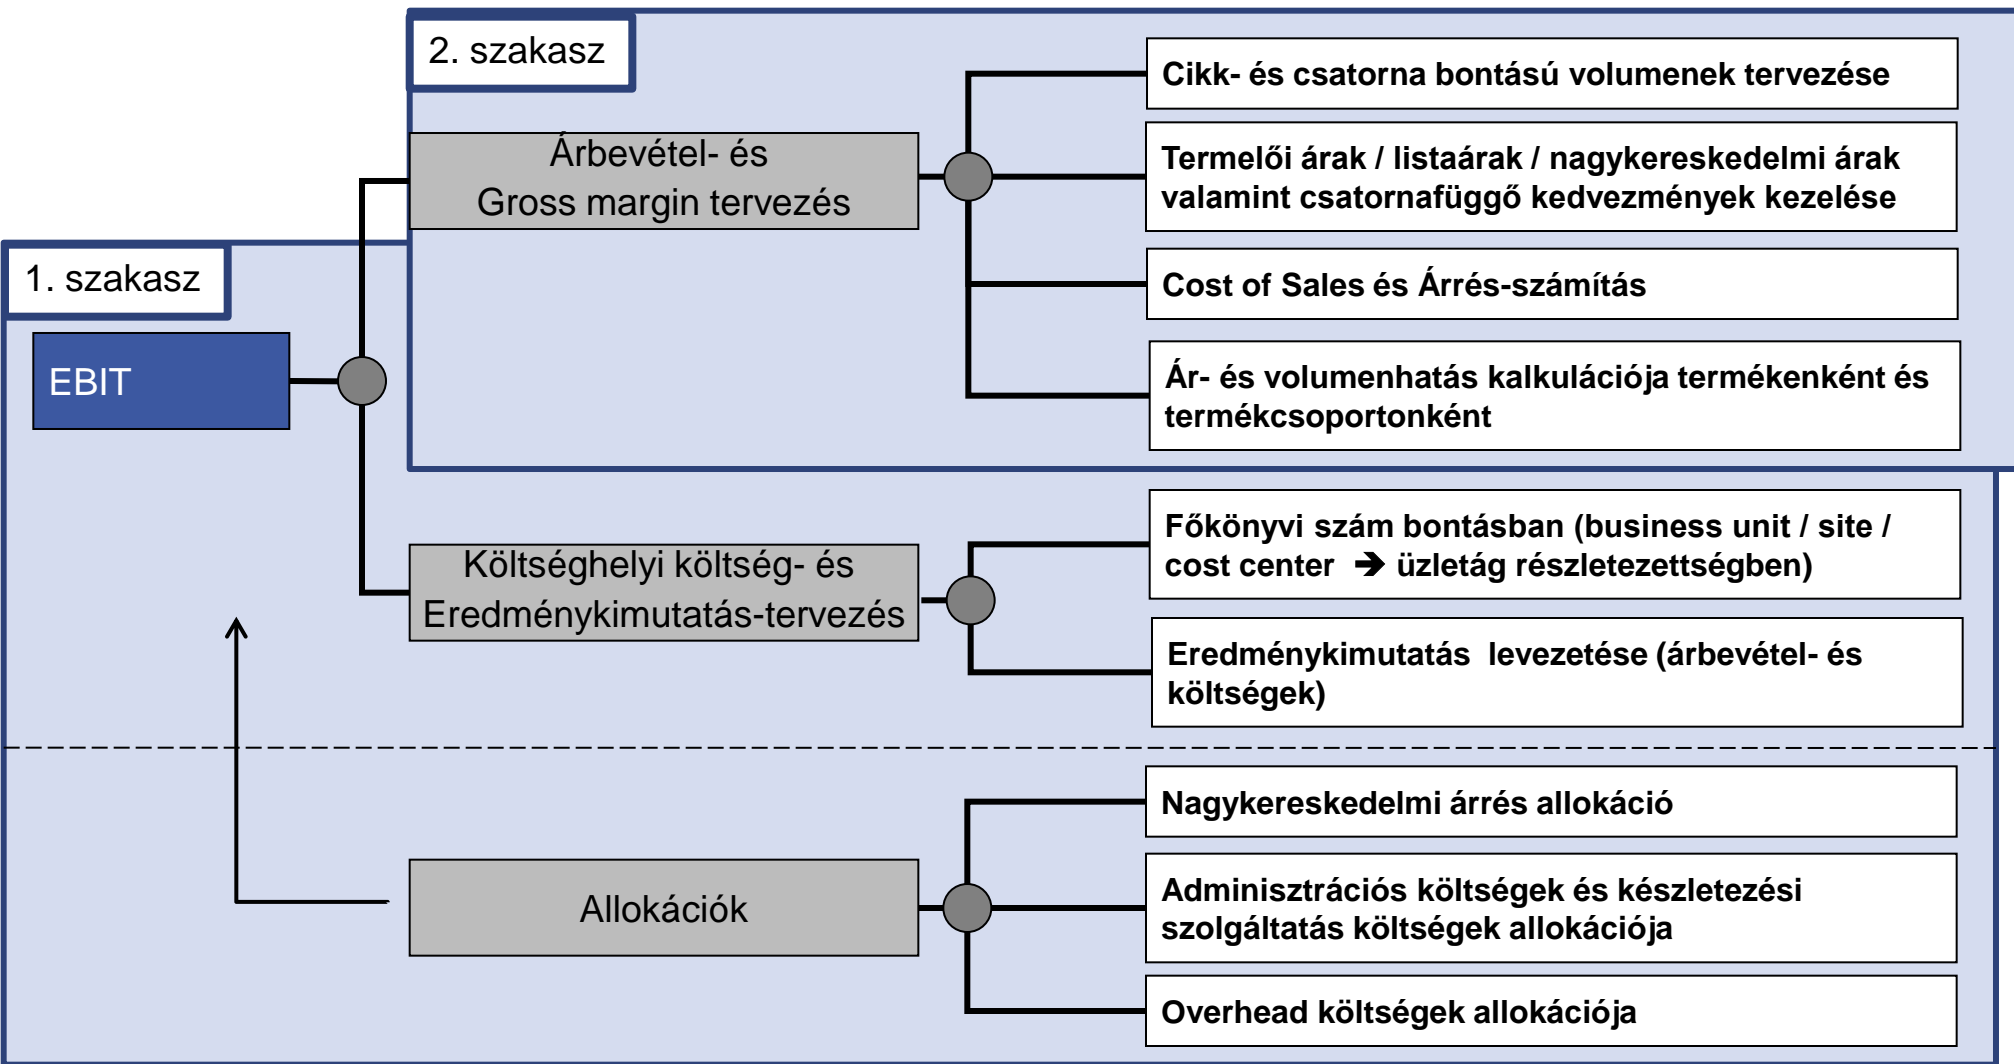 2. szakasz
Cikk- és csatorna bontású volumenek tervezése
Árbevétel- és
Gross margin tervezés
Termelői árak / listaárak / nagykereskedelmi árak
valamint csatornafüggő kedvezmények kezelése
1. szakasz
Cost of Sales és Árrés-számítás
EBIT
Ár- és volumenhatás kalkulációja termékenként és
termékcsoportonként
Költséghelyi költség- és
Eredménykimutatás-tervezés
Főkönyvi szám bontásban (business unit / site /
cost center ➔ üzletág részletezettségben)
Eredménykimutatás levezetése (árbevétel- és
költségek)
Allokációk
Nagykereskedelmi árrés allokáció
Adminisztrációs költségek és készletezési
szolgáltatás költségek allokációja
Overhead költségek allokációja